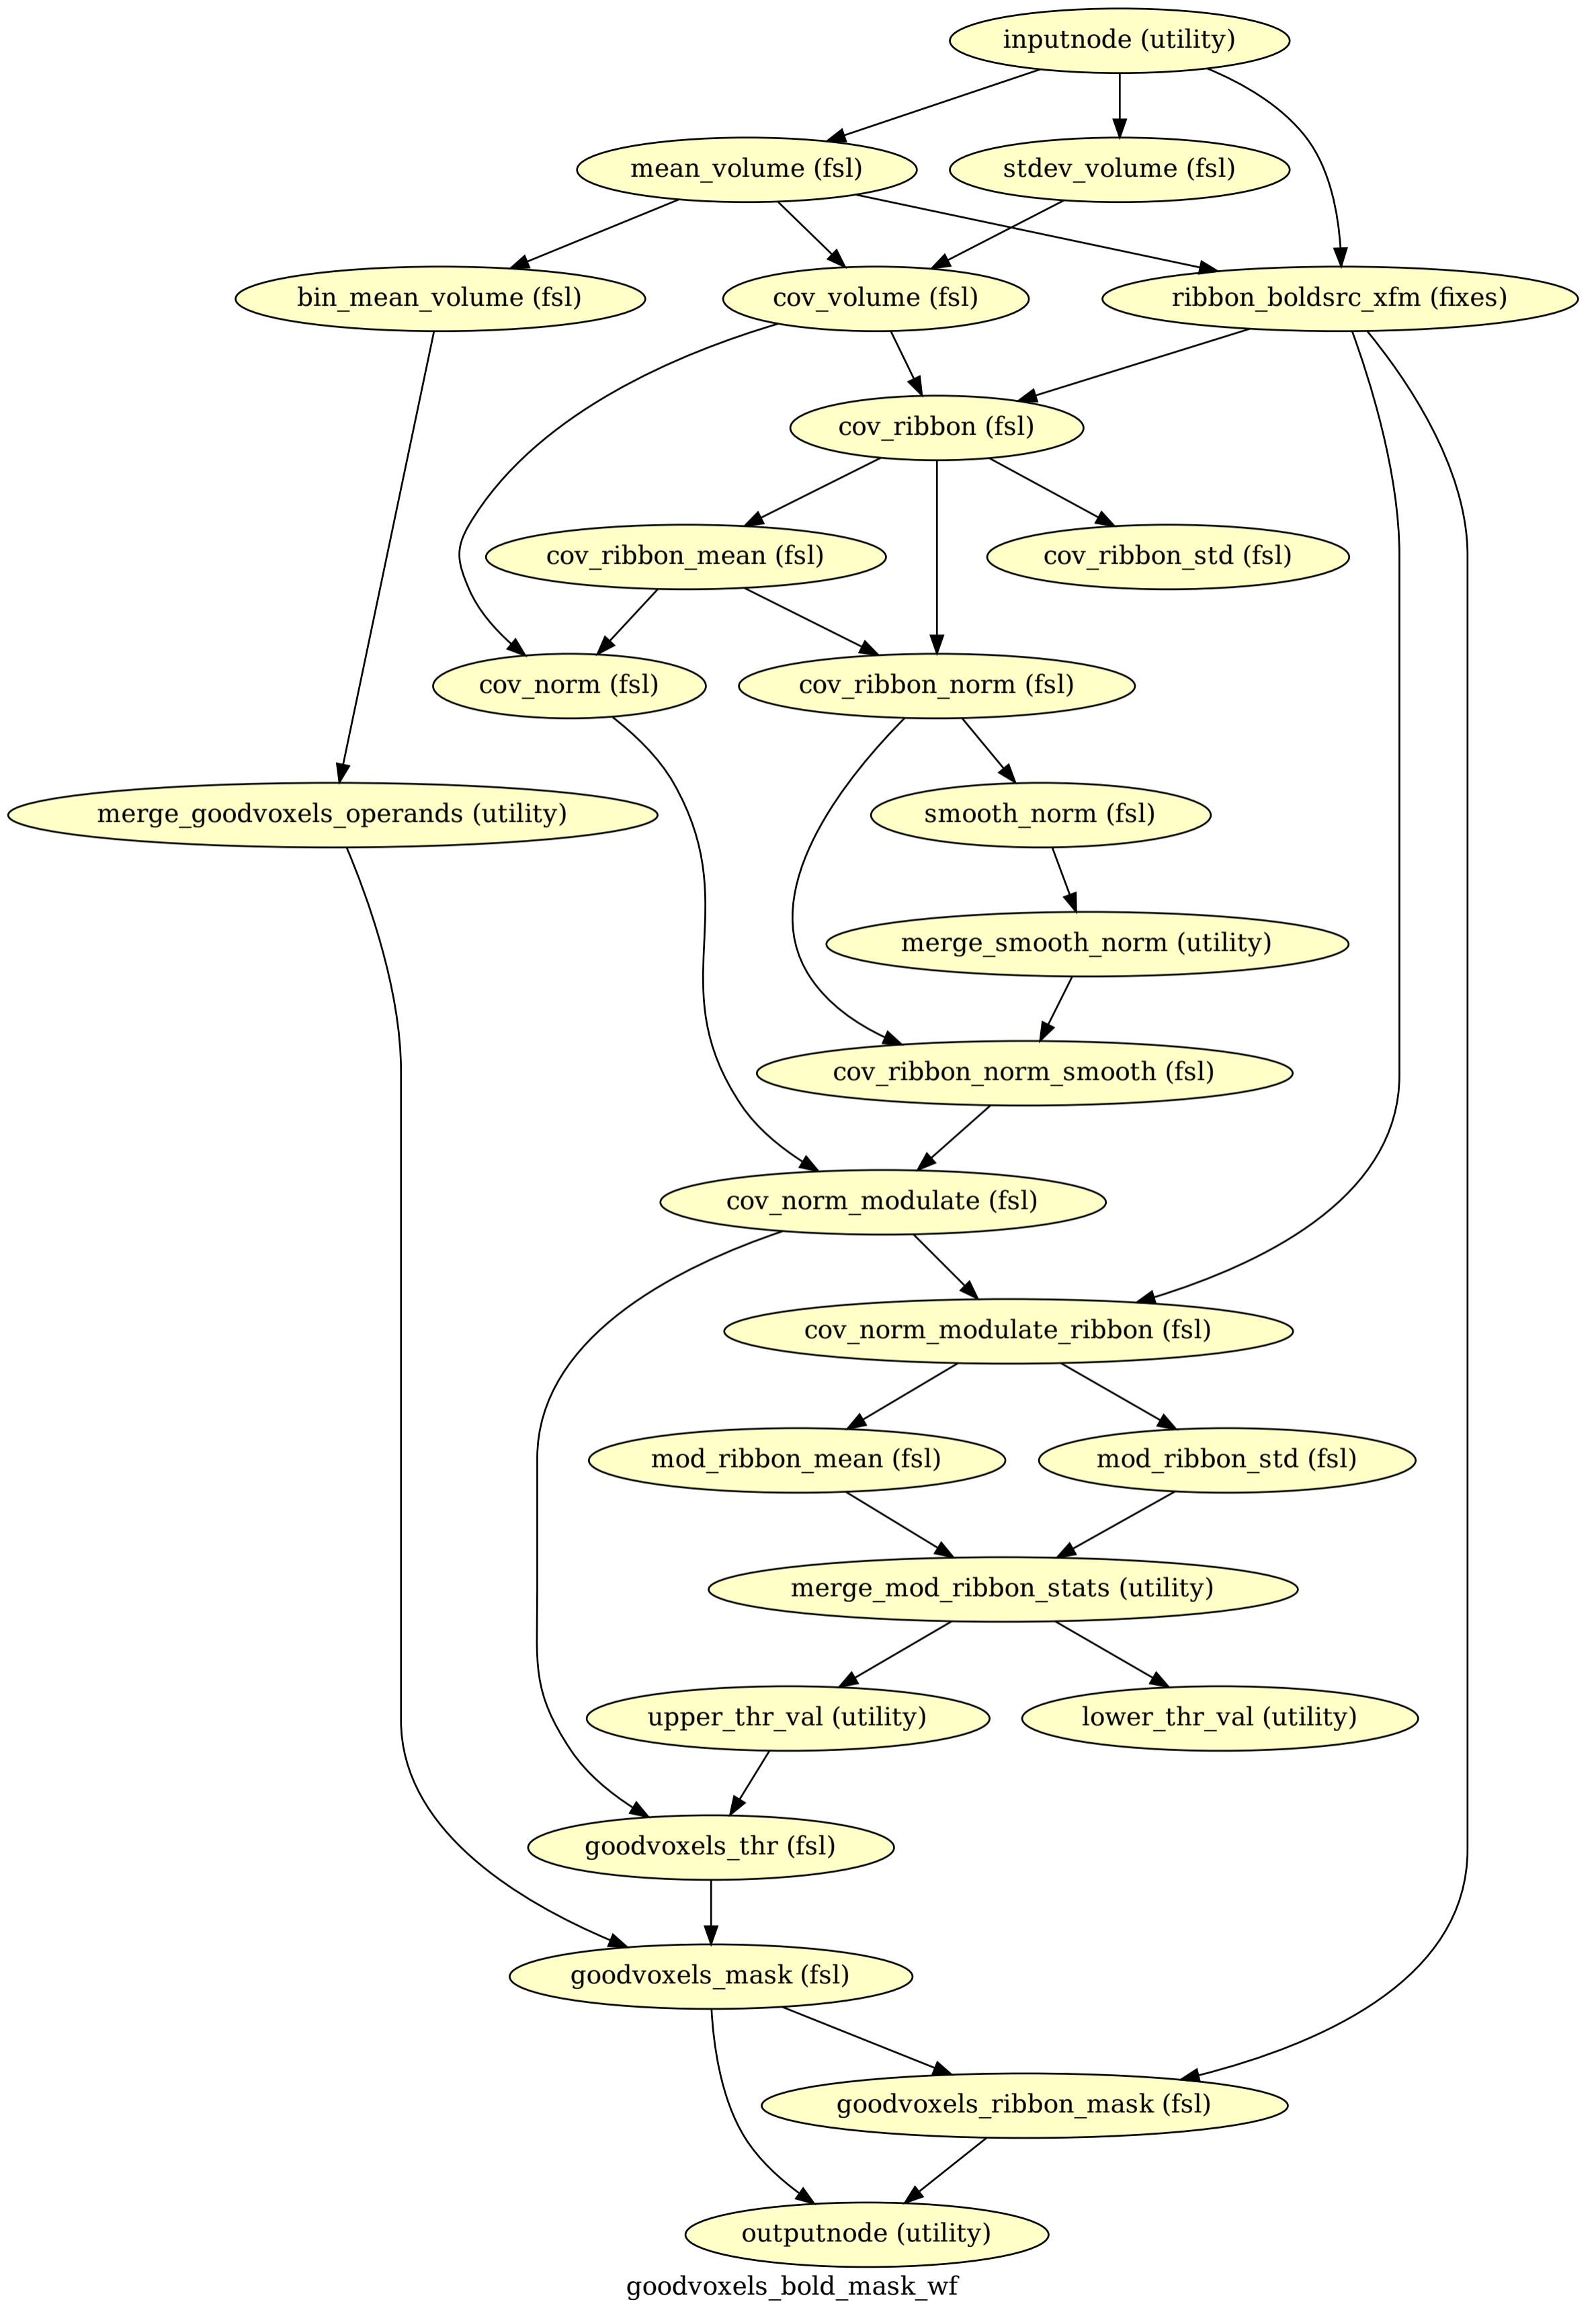 inputnode (utility)
mean_volume (fsl)
stdev_volume (fsl)
bin_mean_volume (fsl)
cov_volume (fsl)
ribbon_boldsrc_xfm (fixes)
cov_ribbon (fsl)
cov_ribbon_mean (fsl)
cov_ribbon_std (fsl)
cov_norm (fsl)
cov_ribbon_norm (fsl)
merge_goodvoxels_operands (utility)
smooth_norm (fsl)
merge_smooth_norm (utility)
cov_ribbon_norm_smooth (fsl)
cov_norm_modulate (fsl)
cov_norm_modulate_ribbon (fsl)
mod_ribbon_mean (fsl)
mod_ribbon_std (fsl)
merge_mod_ribbon_stats (utility)
upper_thr_val (utility)
lower_thr_val (utility)
goodvoxels_thr (fsl)
goodvoxels_mask (fsl)
goodvoxels_ribbon_mask (fsl)
outputnode (utility)
goodvoxels_bold_mask_wf